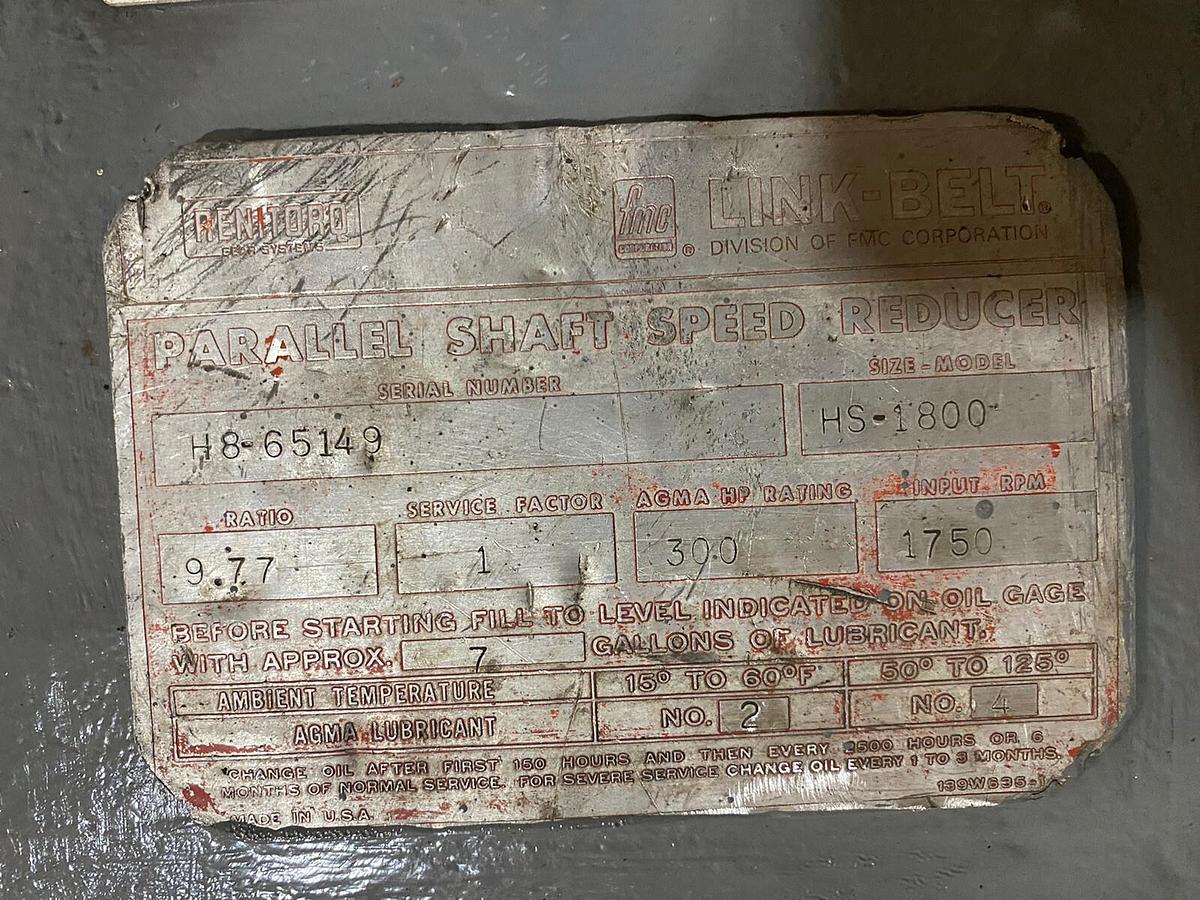 RENITORQ
GEAR SYSTEMS
fmc
CORPORATION ®
LINK-BELT®
DIVISION OF FMC CORPORATION
PARALLEL SHAFT SPEED REDUCER
SERIAL NUMBER SIZE-MODEL
H8-65149 HS-1800
RATIO SERVICE FACTOR AGMA HP RATING INPUT RPM
9.77 1 300 1750
BEFORE STARTING FILL TO LEVEL INDICATED ON OIL GAGE
WITH APPROX. 7 GALLONS OF LUBRICANT.
AMBIENT TEMPERATURE 15° TO 60°F 50° TO 125°
AGMA LUBRICANT NO. 2 NO. 4
CHANGE OIL AFTER FIRST 150 HOURS AND THEN EVERY 2500 HOURS OR 6
MONTHS OF NORMAL SERVICE. FOR SEVERE SERVICE CHANGE OIL EVERY 1 TO 3 MONTHS.
MADE IN U.S.A.